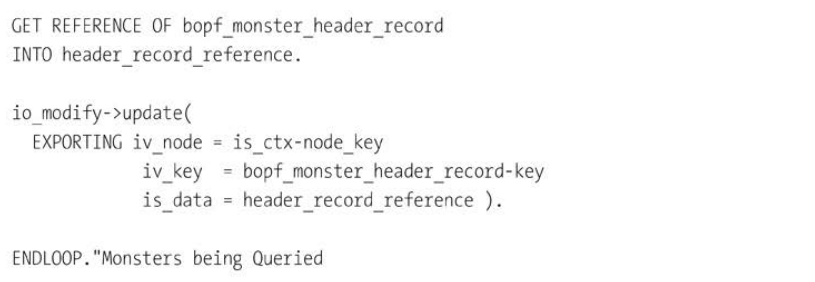 GET REFERENCE OF bopf_monster_header_record
INTO header_record_reference.
io_modify->update(
EXPORTING iv_node = is_ctx-node_key
iv_key = bopf_monster_header_record-key
is_data = header_record_reference ).
ENDLOOP."Monsters being Queried